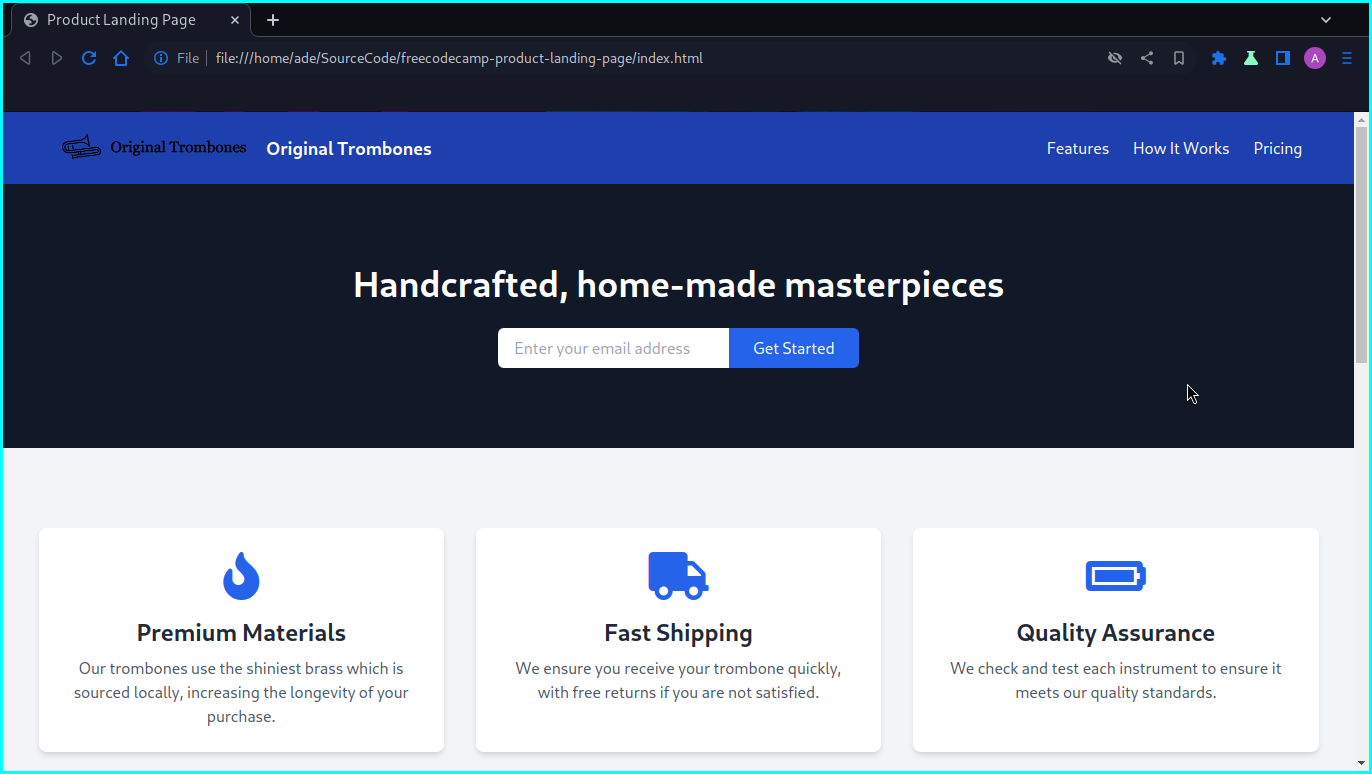 Product Landing Page
File
file:///home/ade/SourceCode/freecodecamp-product-landing-page/index.html
A
Original Trombones
Original Trombones
Features
How It Works
Pricing
Handcrafted, home-made masterpieces
Enter your email address
Get Started
Premium Materials
Our trombones use the shiniest brass which is
sourced locally, increasing the longevity of your
purchase.
Fast Shipping
We ensure you receive your trombone quickly,
with free returns if you are not satisfied.
Quality Assurance
We check and test each instrument to ensure it
meets our quality standards.